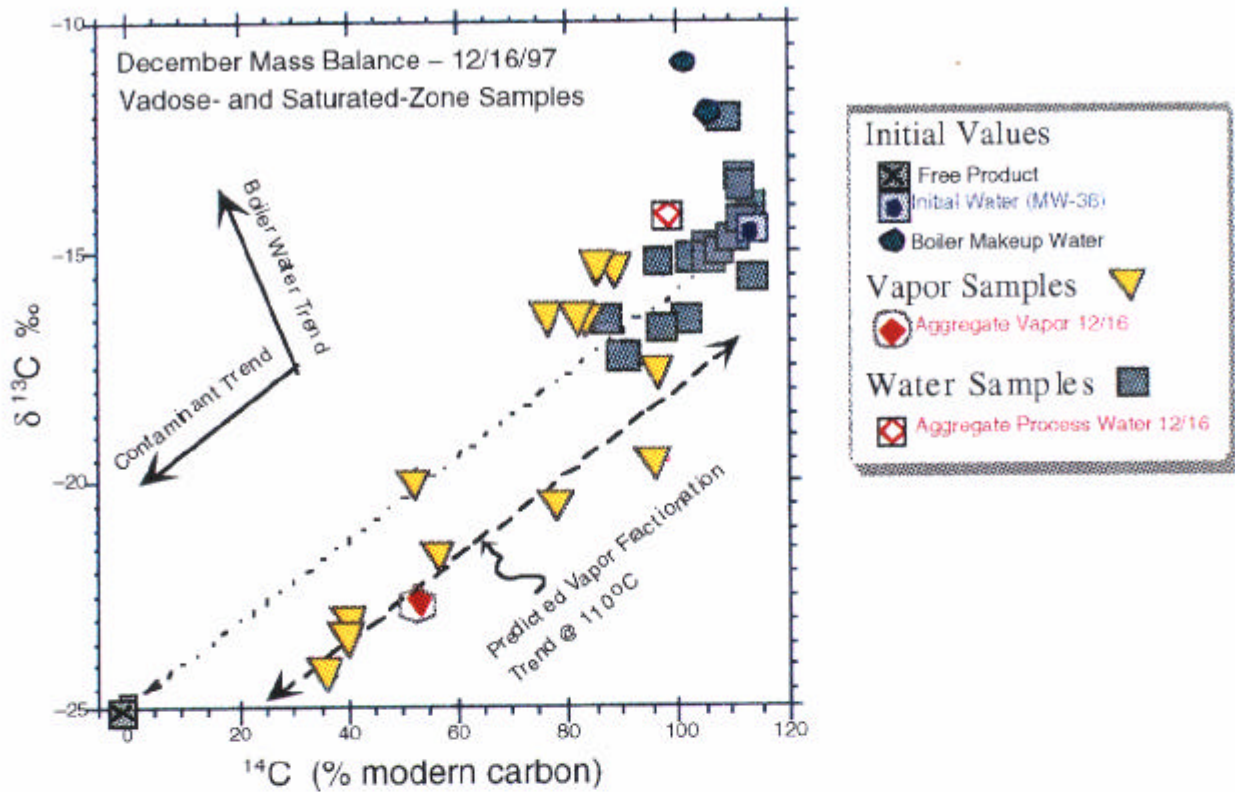 December Mass Balance – 12/16/97
Vadose- and Saturated-Zone Samples
Boiler Water Trend
Contaminant Trend
Predicted Vapor Fractionation
Trend @ 110°C
δ 13C ‰
-10
-15
-20
-25
0
20
40
60
80
100
120
14C (% modern carbon)
Initial Values
Free Product
Initial Water (MW-36)
Boiler Makeup Water
Vapor Samples
Aggregate Vapor 12/16
Water Samples
Aggregate Process Water 12/16